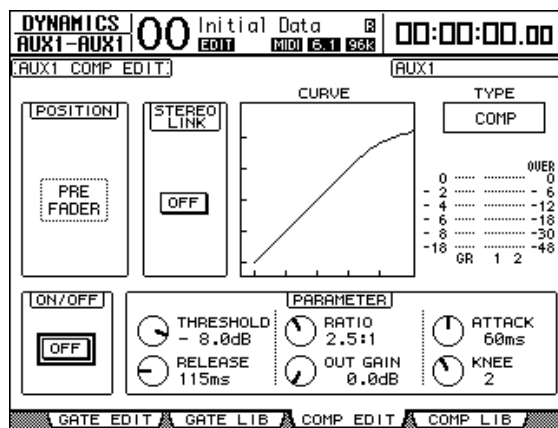 DYNAMICS
AUX1-AUX1
00 Initial Data R
EDIT MIDI 6.1 96k
00:00:00.00
AUX1 COMP EDIT
AUX1
POSITION
PRE
FADER
STEREO
LINK
OFF
CURVE
TYPE
COMP
OVER
0 0
- 2 - 6
- 4 -12
- 6 -18
- 8 -30
-18 -48
GR 1 2
ON/OFF
OFF
PARAMETER
THRESHOLD
- 8.0dB
RATIO
2.5:1
ATTACK
60ms
RELEASE
115ms
OUT GAIN
0.0dB
KNEE
2
GATE EDIT GATE LIB COMP EDIT COMP LIB